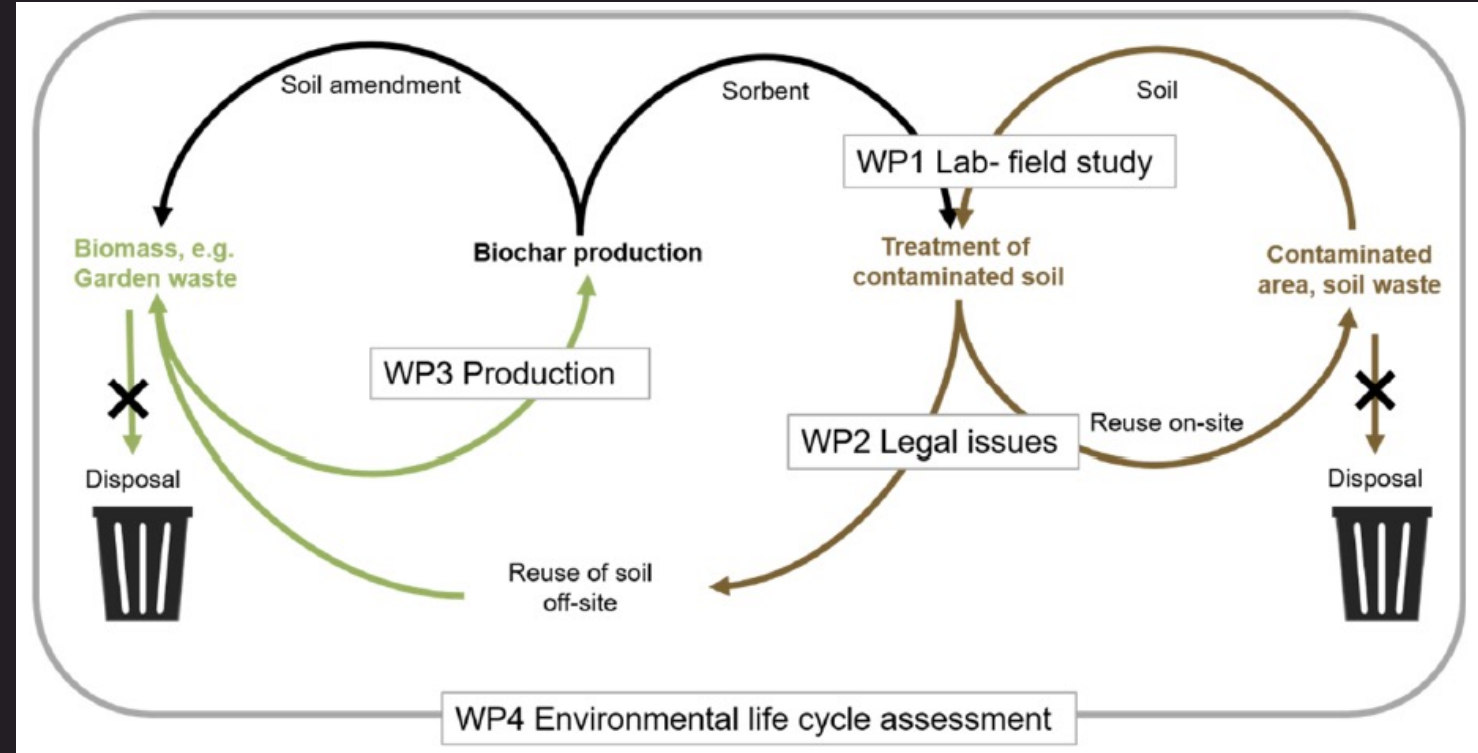 Soil amendment
Sorbent
Soil
WP1 Lab- field study
Biomass, e.g.
Garden waste
Biochar production
Treatment of
contaminated soil
Contaminated
area, soil waste
WP3 Production
WP2 Legal issues
Reuse on-site
Disposal
Disposal
Reuse of soil
off-site
WP4 Environmental life cycle assessment